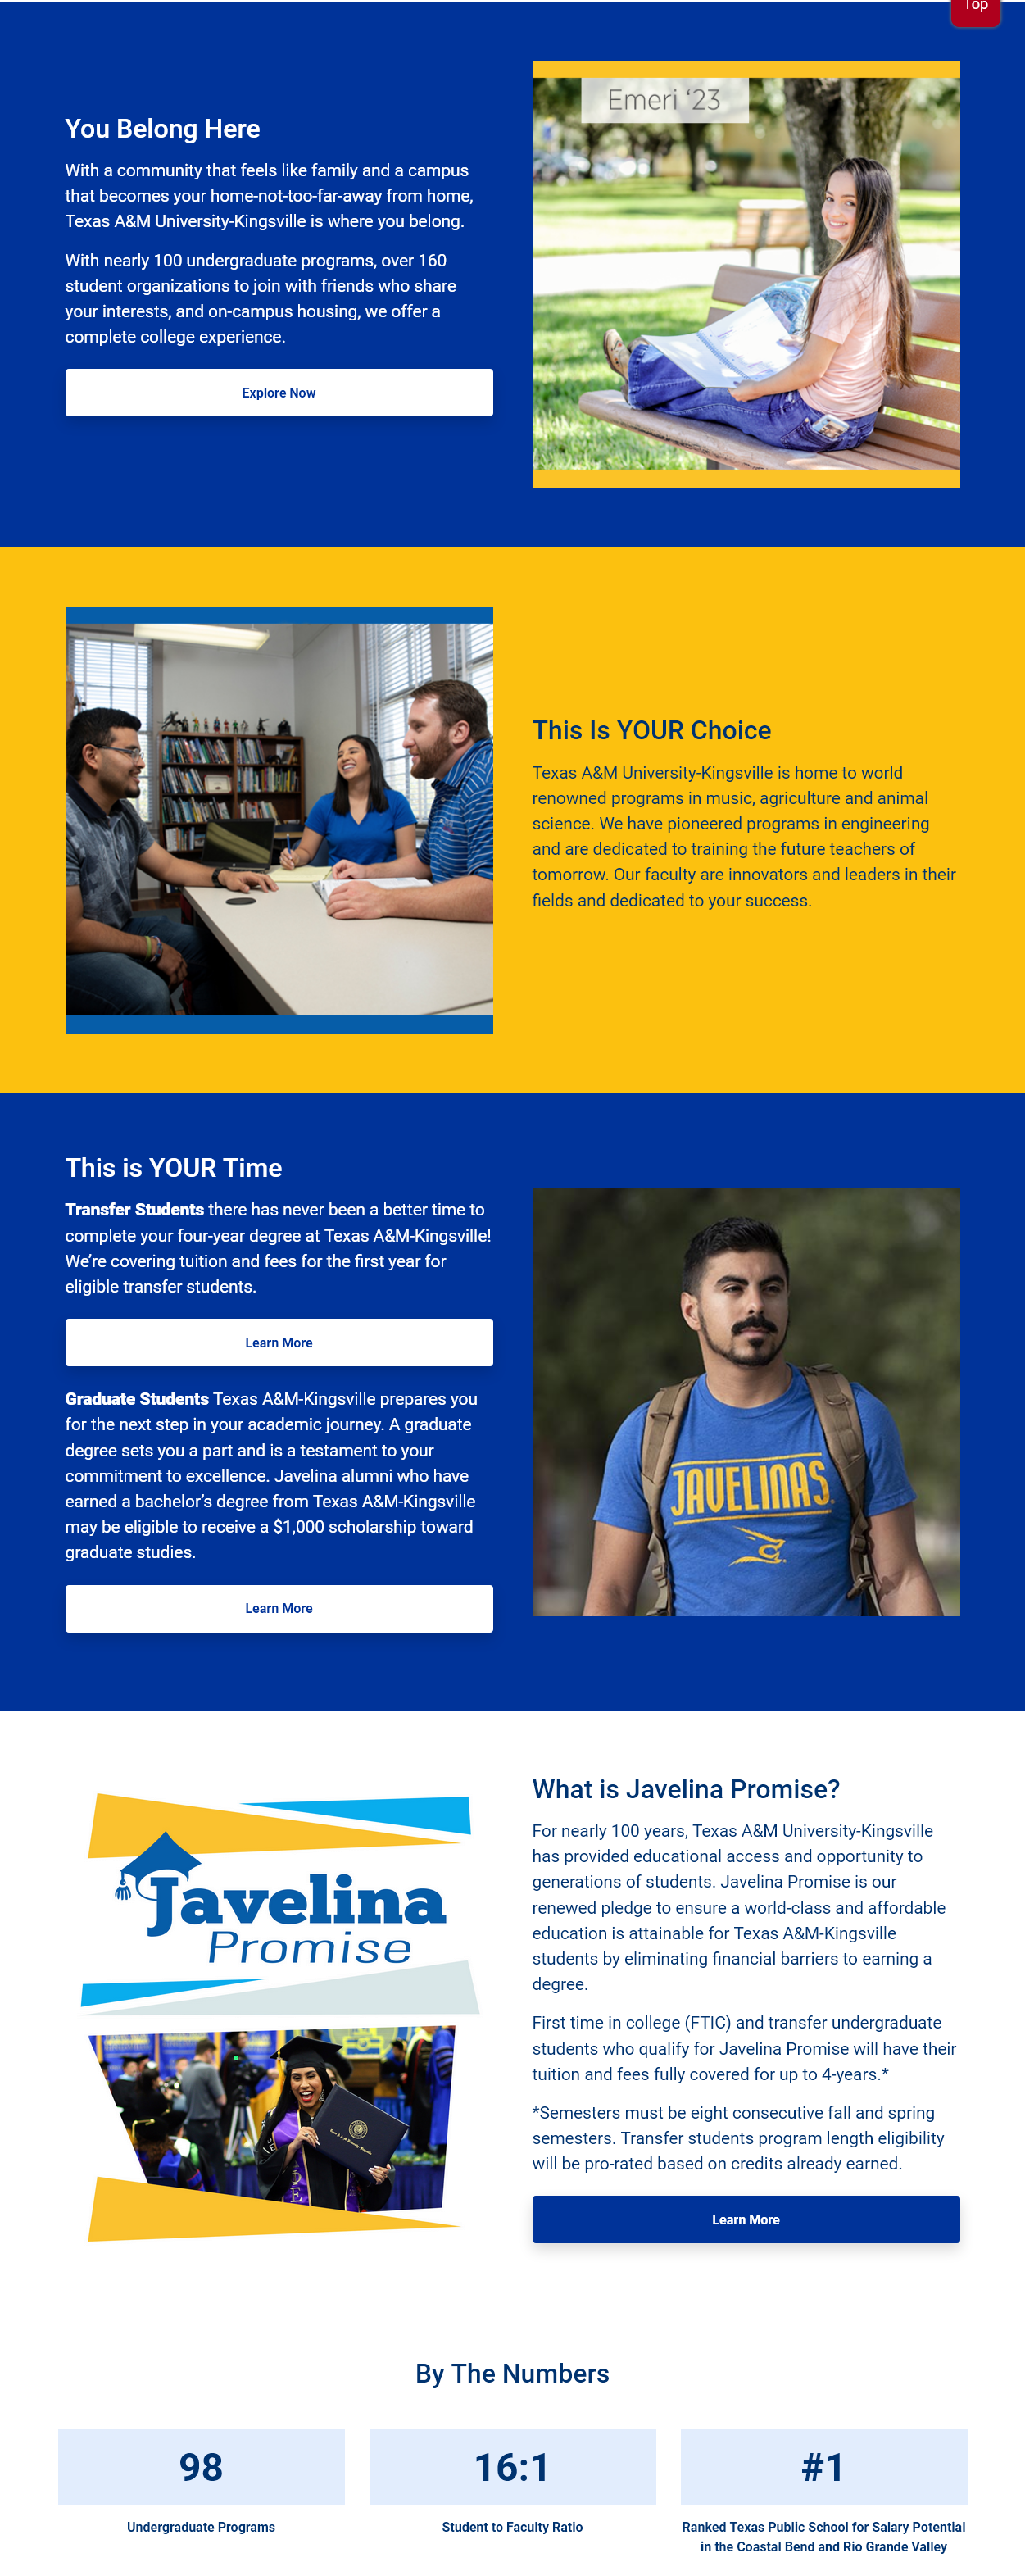 Top
You Belong Here
With a community that feels like family and a campus
that becomes your home-not-too-far-away from home,
Texas A&M University-Kingsville is where you belong.
With nearly 100 undergraduate programs, over 160
student organizations to join with friends who share
your interests, and on-campus housing, we offer a
complete college experience.
Explore Now
Emeri ‘23
This Is YOUR Choice
Texas A&M University-Kingsville is home to world
renowned programs in music, agriculture and animal
science. We have pioneered programs in engineering
and are dedicated to training the future teachers of
tomorrow. Our faculty are innovators and leaders in their
fields and dedicated to your success.
This is YOUR Time
Transfer Students there has never been a better time to
complete your four-year degree at Texas A&M-Kingsville!
We’re covering tuition and fees for the first year for
eligible transfer students.
Learn More
Graduate Students Texas A&M-Kingsville prepares you
for the next step in your academic journey. A graduate
degree sets you a part and is a testament to your
commitment to excellence. Javelina alumni who have
earned a bachelor’s degree from Texas A&M-Kingsville
may be eligible to receive a $1,000 scholarship toward
graduate studies.
Learn More
JAVELINAS
Javelina
Promise
What is Javelina Promise?
For nearly 100 years, Texas A&M University-Kingsville
has provided educational access and opportunity to
generations of students. Javelina Promise is our
renewed pledge to ensure a world-class and affordable
education is attainable for Texas A&M-Kingsville
students by eliminating financial barriers to earning a
degree.
First time in college (FTIC) and transfer undergraduate
students who qualify for Javelina Promise will have their
tuition and fees fully covered for up to 4-years.*
*Semesters must be eight consecutive fall and spring
semesters. Transfer students program length eligibility
will be pro-rated based on credits already earned.
Learn More
By The Numbers
98
Undergraduate Programs
16:1
Student to Faculty Ratio
#1
Ranked Texas Public School for Salary Potential
in the Coastal Bend and Rio Grande Valley